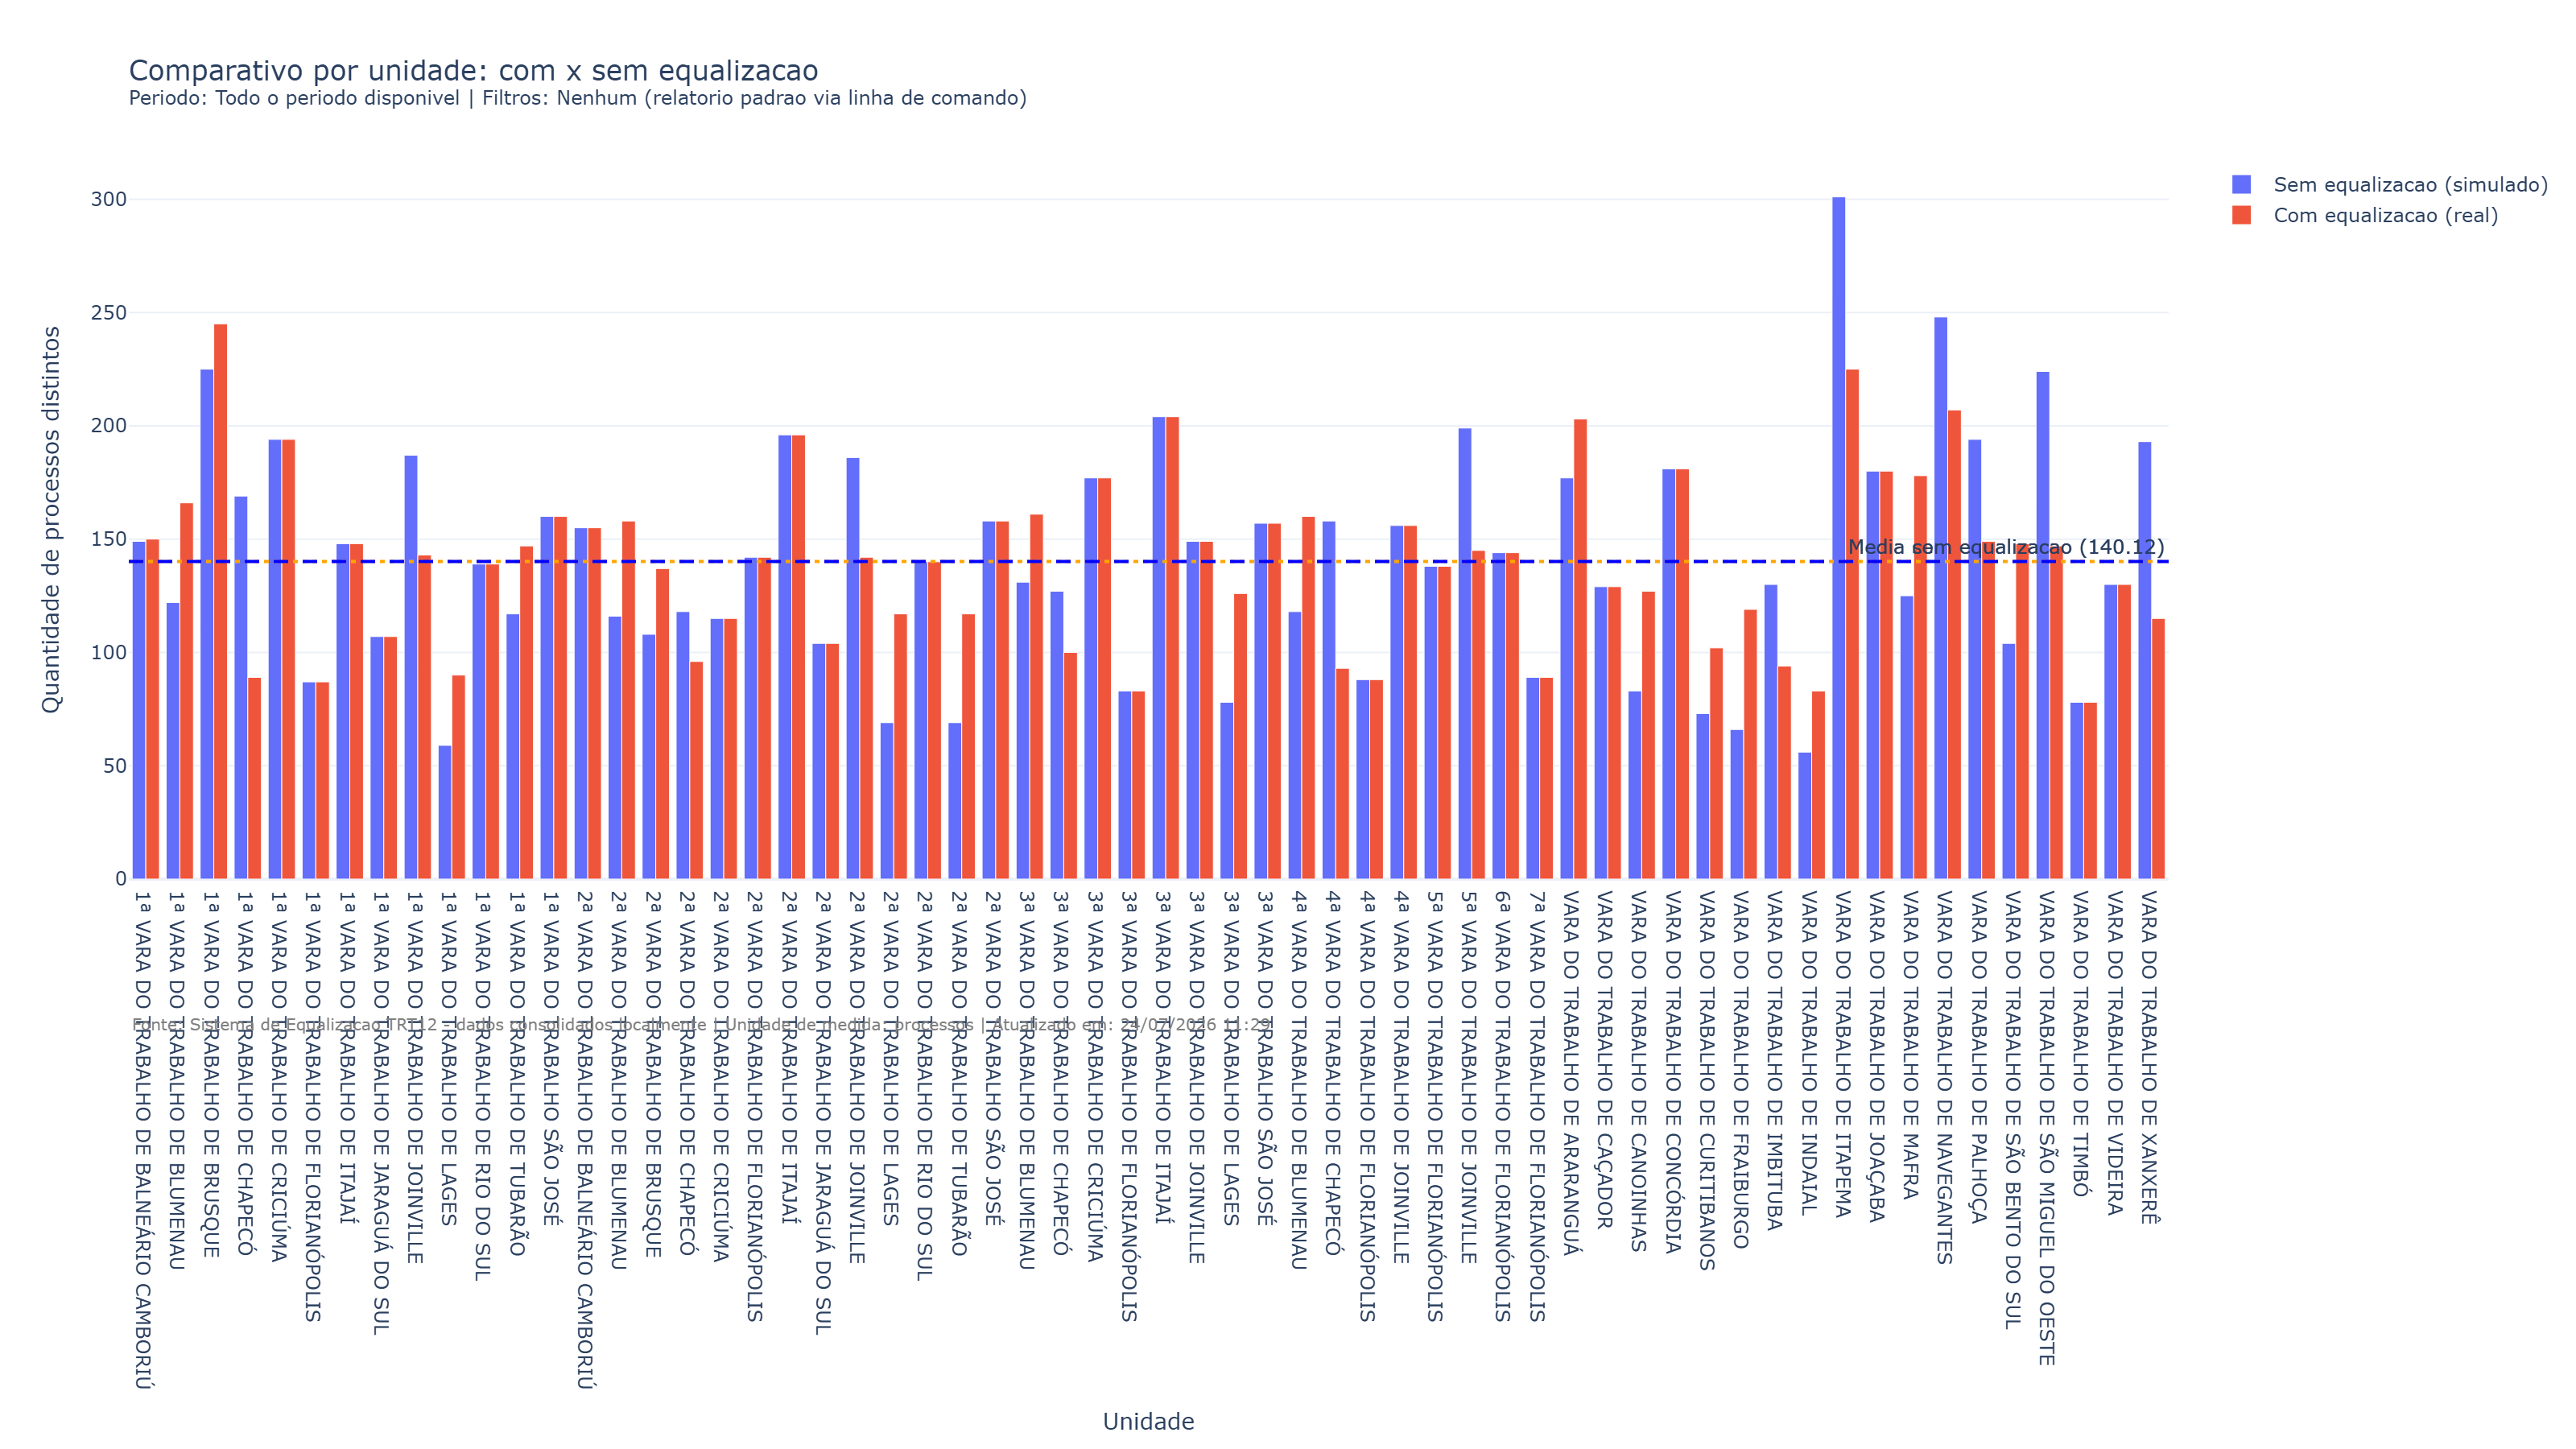 Comparativo por unidade: com x sem equalizacao
Periodo: Todo o periodo disponivel | Filtros: Nenhum (relatorio padrao via linha de comando)
Sem equalizacao (simulado)
Com equalizacao (real)
Quantidade de processos distintos
300
250
200
150
100
50
0
Media sem equalizacao (140.12)
1ª VARA DO TRABALHO DE BALNEÁRIO CAMBORIÚ
1ª VARA DO TRABALHO DE BLUMENAU
1ª VARA DO TRABALHO DE BRUSQUE
1ª VARA DO TRABALHO DE CHAPECÓ
1ª VARA DO TRABALHO DE CRICIÚMA
1ª VARA DO TRABALHO DE FLORIANÓPOLIS
1ª VARA DO TRABALHO DE ITAJAÍ
1ª VARA DO TRABALHO DE JARAGUÁ DO SUL
1ª VARA DO TRABALHO DE JOINVILLE
1ª VARA DO TRABALHO DE LAGES
1ª VARA DO TRABALHO DE RIO DO SUL
1ª VARA DO TRABALHO DE TUBARÃO
1ª VARA DO TRABALHO SÃO JOSÉ
2ª VARA DO TRABALHO DE BALNEÁRIO CAMBORIÚ
2ª VARA DO TRABALHO DE BLUMENAU
2ª VARA DO TRABALHO DE BRUSQUE
2ª VARA DO TRABALHO DE CHAPECÓ
2ª VARA DO TRABALHO DE CRICIÚMA
2ª VARA DO TRABALHO DE FLORIANÓPOLIS
2ª VARA DO TRABALHO DE ITAJAÍ
2ª VARA DO TRABALHO DE JARAGUÁ DO SUL
2ª VARA DO TRABALHO DE JOINVILLE
2ª VARA DO TRABALHO DE LAGES
2ª VARA DO TRABALHO DE RIO DO SUL
2ª VARA DO TRABALHO DE TUBARÃO
2ª VARA DO TRABALHO SÃO JOSÉ
3ª VARA DO TRABALHO DE BLUMENAU
3ª VARA DO TRABALHO DE CHAPECÓ
3ª VARA DO TRABALHO DE CRICIÚMA
3ª VARA DO TRABALHO DE FLORIANÓPOLIS
3ª VARA DO TRABALHO DE ITAJAÍ
3ª VARA DO TRABALHO DE JOINVILLE
3ª VARA DO TRABALHO DE LAGES
3ª VARA DO TRABALHO SÃO JOSÉ
4ª VARA DO TRABALHO DE BLUMENAU
4ª VARA DO TRABALHO DE CHAPECÓ
4ª VARA DO TRABALHO DE FLORIANÓPOLIS
4ª VARA DO TRABALHO DE JOINVILLE
5ª VARA DO TRABALHO DE FLORIANÓPOLIS
5ª VARA DO TRABALHO DE JOINVILLE
6ª VARA DO TRABALHO DE FLORIANÓPOLIS
7ª VARA DO TRABALHO DE FLORIANÓPOLIS
VARA DO TRABALHO DE ARARANGUÁ
VARA DO TRABALHO DE CAÇADOR
VARA DO TRABALHO DE CANOINHAS
VARA DO TRABALHO DE CONCÓRDIA
VARA DO TRABALHO DE CURITIBANOS
VARA DO TRABALHO DE FRAIBURGO
VARA DO TRABALHO DE IMBITUBA
VARA DO TRABALHO DE INDAIAL
VARA DO TRABALHO DE ITAPEMA
VARA DO TRABALHO DE JOAÇABA
VARA DO TRABALHO DE MAFRA
VARA DO TRABALHO DE NAVEGANTES
VARA DO TRABALHO DE PALHOÇA
VARA DO TRABALHO DE SÃO BENTO DO SUL
VARA DO TRABALHO DE SÃO MIGUEL DO OESTE
VARA DO TRABALHO DE TIMBÓ
VARA DO TRABALHO DE VIDEIRA
VARA DO TRABALHO DE XANXERÊ
Fonte: Sistema de Equalizacao TRT12 - dados consolidados localmente | Unidade de medida: processos | Atualizado em: 24/07/2026 11:29
Unidade